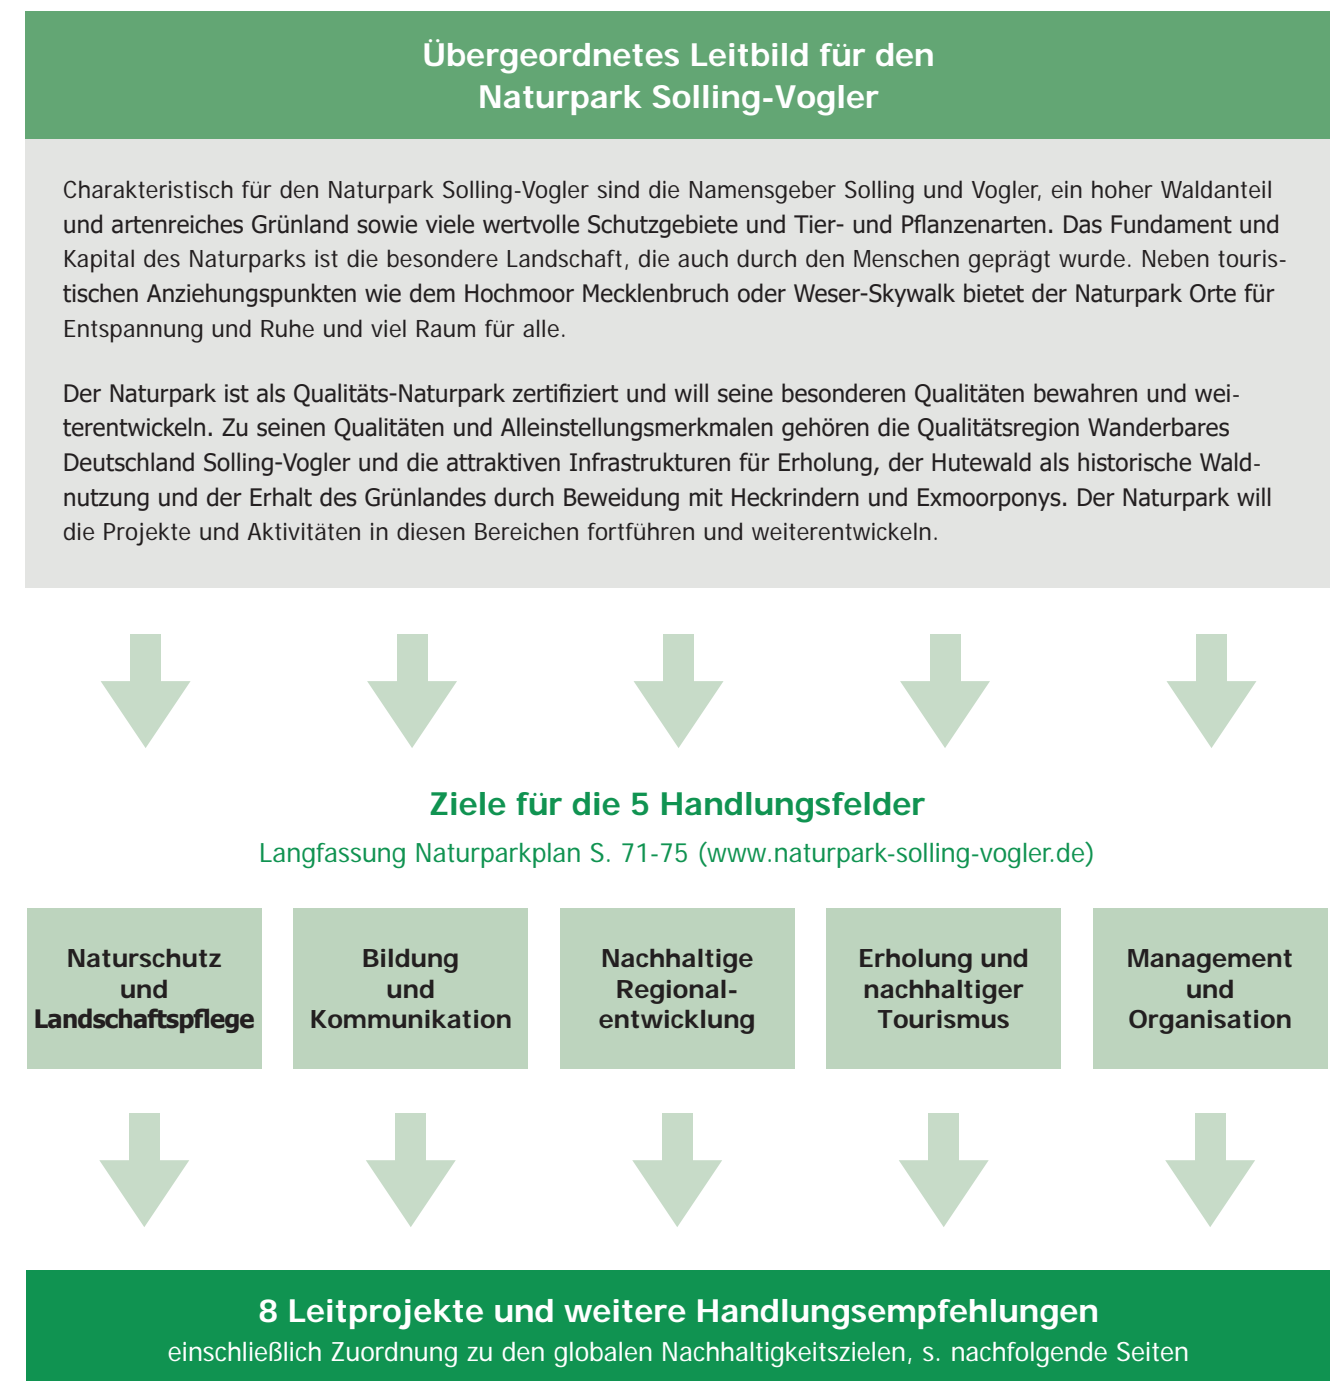 Übergeordnetes Leitbild für den
Naturpark Solling-Vogler
Charakteristisch für den Naturpark Solling-Vogler sind die Namensgeber Solling und Vogler, ein hoher Waldanteil
und artenreiches Grünland sowie viele wertvolle Schutzgebiete und Tier- und Pflanzenarten. Das Fundament und
Kapital des Naturparks ist die besondere Landschaft, die auch durch den Menschen geprägt wurde. Neben touris-
tischen Anziehungspunkten wie dem Hochmoor Mecklenbruch oder Weser-Skywalk bietet der Naturpark Orte für
Entspannung und Ruhe und viel Raum für alle.
Der Naturpark ist als Qualitäts-Naturpark zertifiziert und will seine besonderen Qualitäten bewahren und wei-
terentwickeln. Zu seinen Qualitäten und Alleinstellungsmerkmalen gehören die Qualitätsregion Wanderbares
Deutschland Solling-Vogler und die attraktiven Infrastrukturen für Erholung, der Hutewald als historische Wald-
nutzung und der Erhalt des Grünlandes durch Beweidung mit Heckrindern und Exmoorponys. Der Naturpark will
die Projekte und Aktivitäten in diesen Bereichen fortführen und weiterentwickeln.
Ziele für die 5 Handlungsfelder
Langfassung Naturparkplan S. 71-75 (www.naturpark-solling-vogler.de)
Naturschutz
und
Landschaftspflege
Bildung
und
Kommunikation
Nachhaltige
Regional-
entwicklung
Erholung und
nachhaltiger
Tourismus
Management
und
Organisation
8 Leitprojekte und weitere Handlungsempfehlungen
einschließlich Zuordnung zu den globalen Nachhaltigkeitszielen, s. nachfolgende Seiten